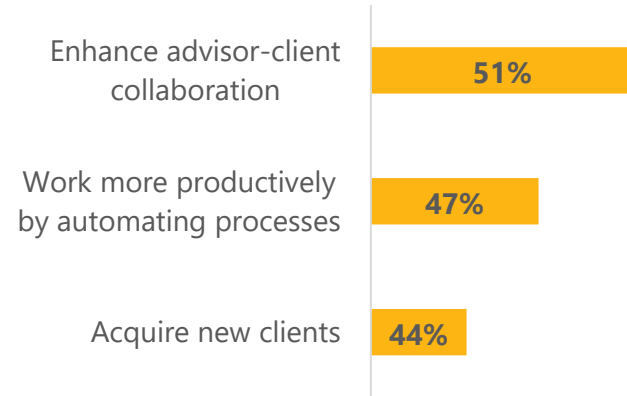 Enhance advisor-client
collaboration
51%
Work more productively
by automating processes
47%
Acquire new clients
44%